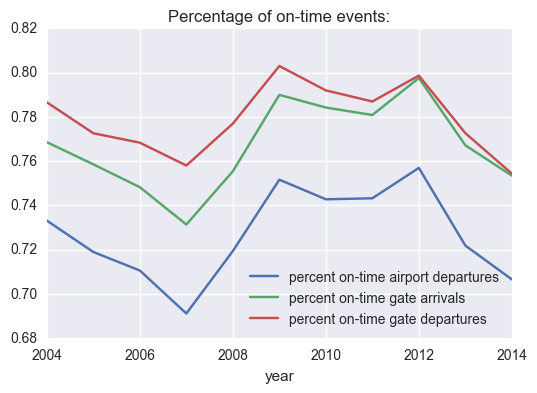 Percentage of on-time events:
0.82
0.80
0.78
0.76
0.74
0.72
0.70
0.68
percent on-time airport departures
percent on-time gate arrivals
percent on-time gate departures
2004 2006 2008 2010 2012 2014
year